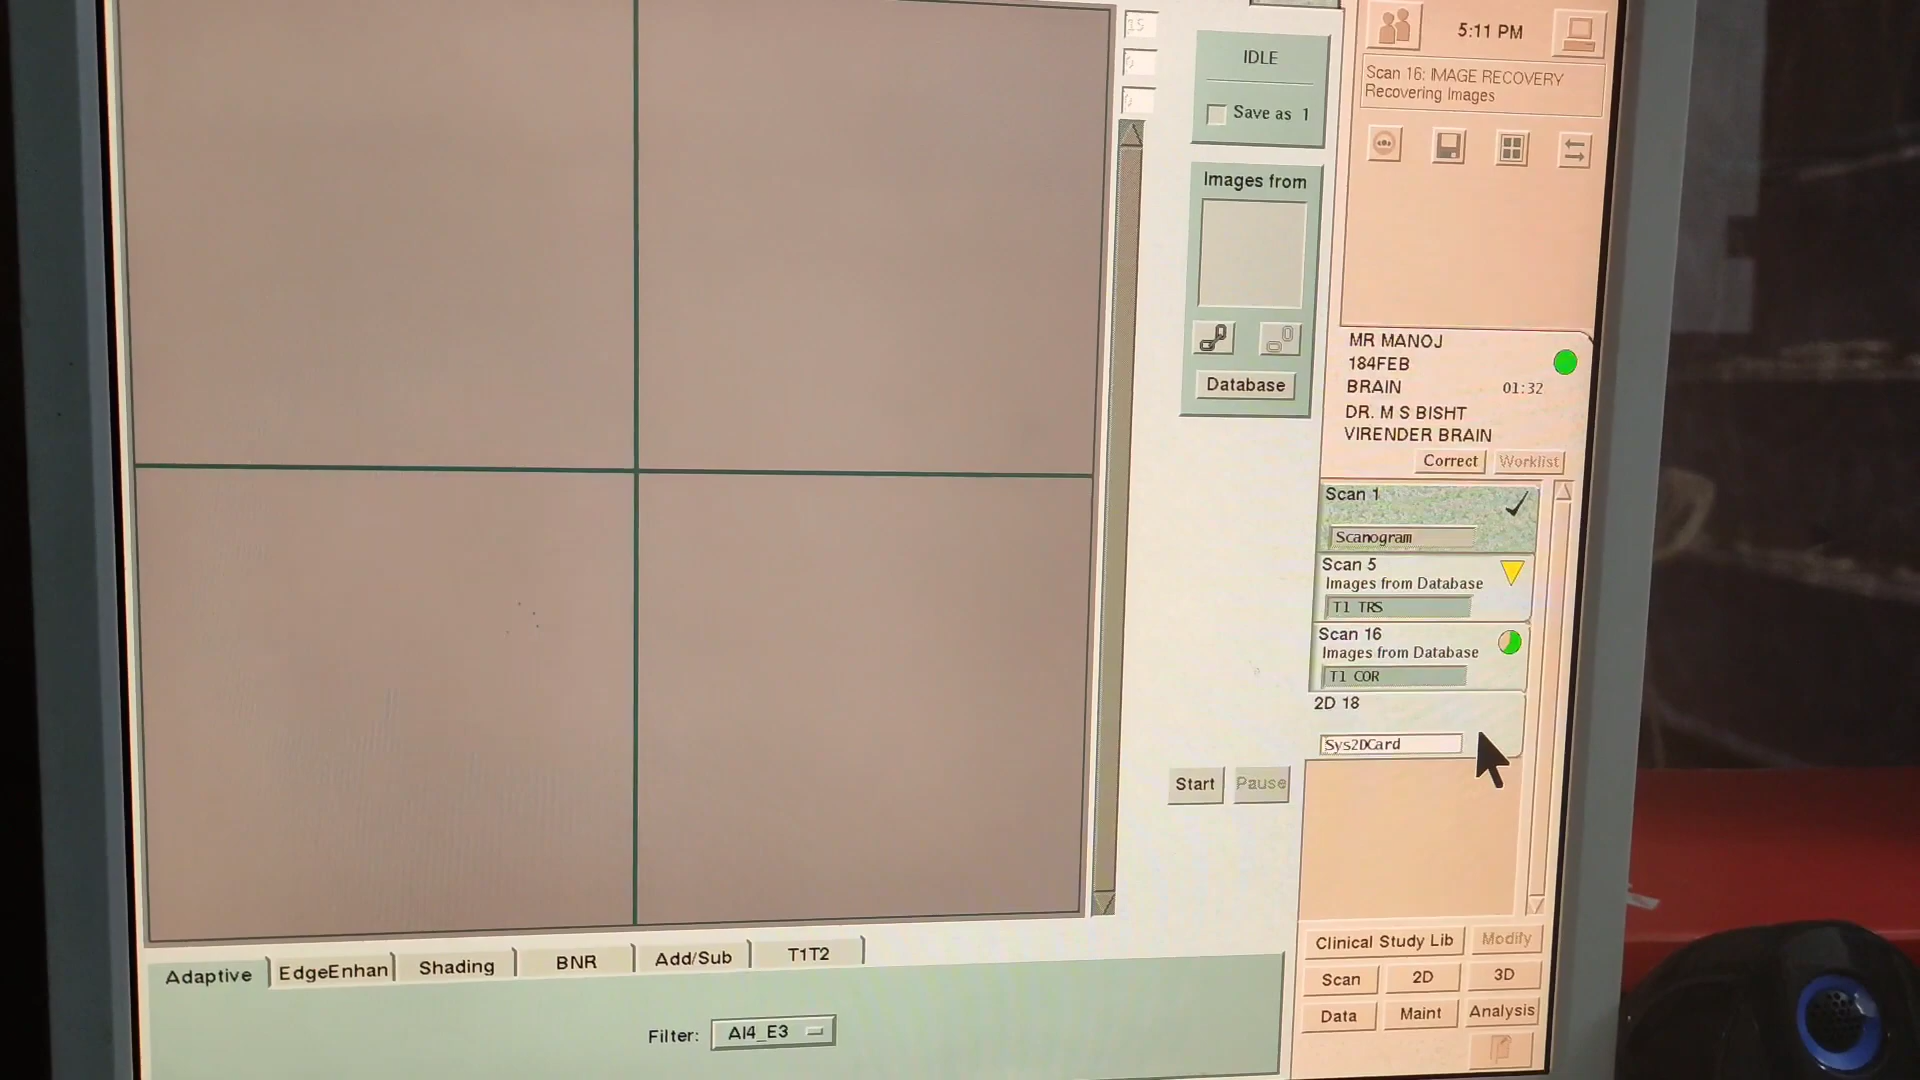 5:11 PM
IDLE
Save as 1
Scan 16: IMAGE RECOVERY
Recovering Images
Images from
Database
MR MANOJ
184FEB
BRAIN 01:32
DR. M S BISHT
VIRENDER BRAIN
Correct Worklist
Scan 1
Scanogram
Scan 5
Images from Database
T1 TRS
Scan 16
Images from Database
T1 COR
2D 18
Sys2DCard
Start Pause
Clinical Study Lib Modify
Scan 2D 3D
Data Maint Analysis
Adaptive EdgeEnhan Shading BNR Add/Sub T1T2
Filter: AI4_E3